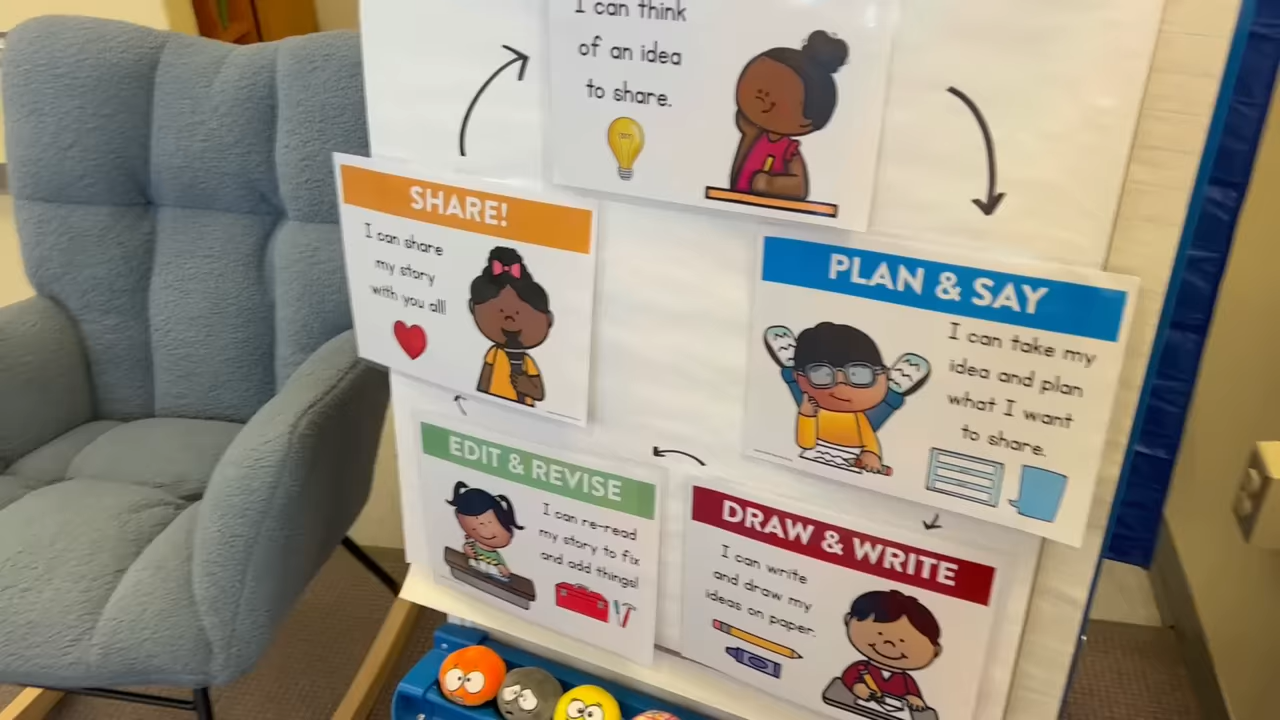 I can think
of an idea
to share.
SHARE!
I can share
my story
with you all!
PLAN & SAY
I can take my
idea and plan
what I want
to share.
EDIT & REVISE
I can re-read
my story to fix
and add things!
DRAW & WRITE
I can write
and draw my
ideas on paper.